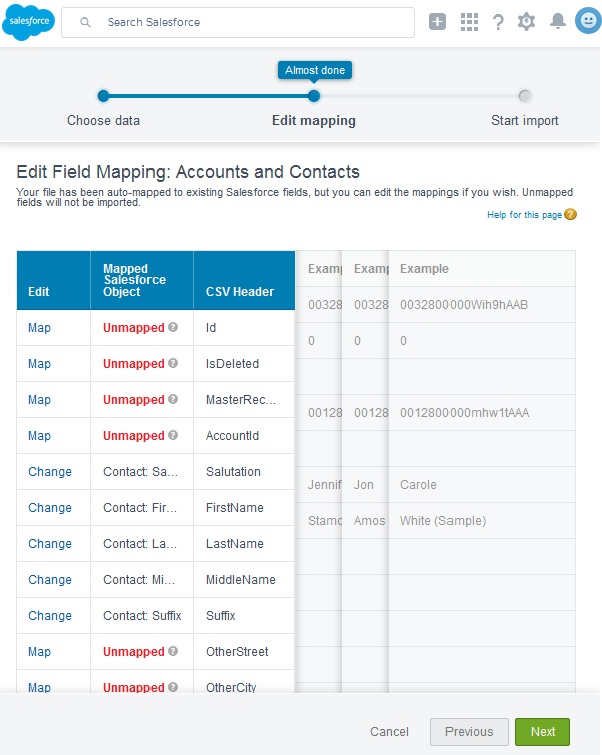 salesforce
Search Salesforce
Almost done
Choose data
Edit mapping
Start import
Edit Field Mapping: Accounts and Contacts
Your file has been auto-mapped to existing Salesforce fields, but you can edit the mappings if you wish. Unmapped
fields will not be imported.
Help for this page ?
Edit Mapped Salesforce Object CSV Header Examp Examp Example
Map Unmapped ? Id 00328 00328 0032800000Wih9hAAB
Map Unmapped ? IsDeleted 0 0 0
Map Unmapped ? MasterRec...
Map Unmapped ? AccountId 00128 00128 0012800000mhw1tAAA
Change Contact: Sa... Salutation
Change Contact: Fir... FirstName Jennif Jon Carole
Change Contact: La... LastName Stamo Amos White (Sample)
Change Contact: Mi... MiddleName
Change Contact: Suffix Suffix
Map Unmapped ? OtherStreet
Map Unmapped ? OtherCity
Cancel Previous Next